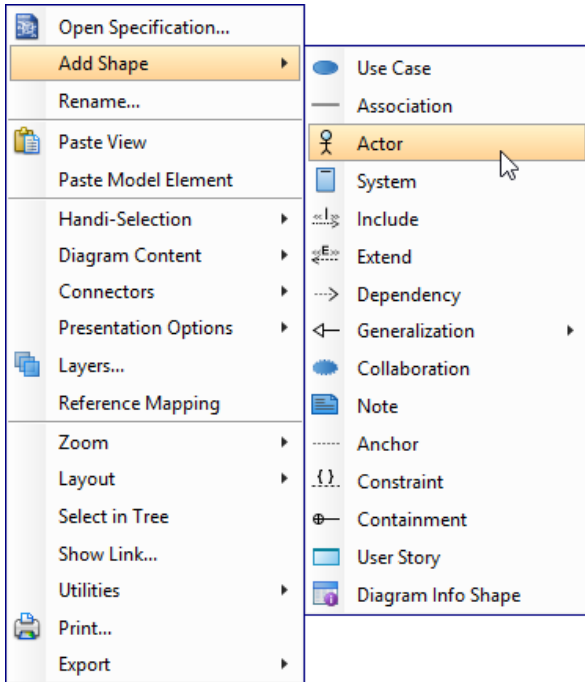 Open Specification...
Add Shape
Rename...
Paste View
Paste Model Element
Handi-Selection
Diagram Content
Connectors
Presentation Options
Layers...
Reference Mapping
Zoom
Layout
Select in Tree
Show Link...
Utilities
Print...
Export
Use Case
Association
Actor
System
<<I>> Include
<<E>> Extend
Dependency
Generalization
Collaboration
Note
Anchor
{} Constraint
Containment
User Story
Diagram Info Shape